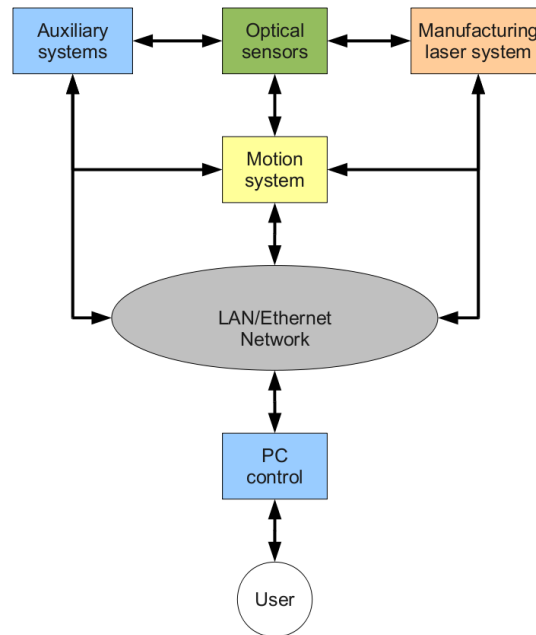 Auxiliary
systems
Optical
sensors
Manufacturing
laser system
Motion
system
LAN/Ethernet
Network
PC
control
User